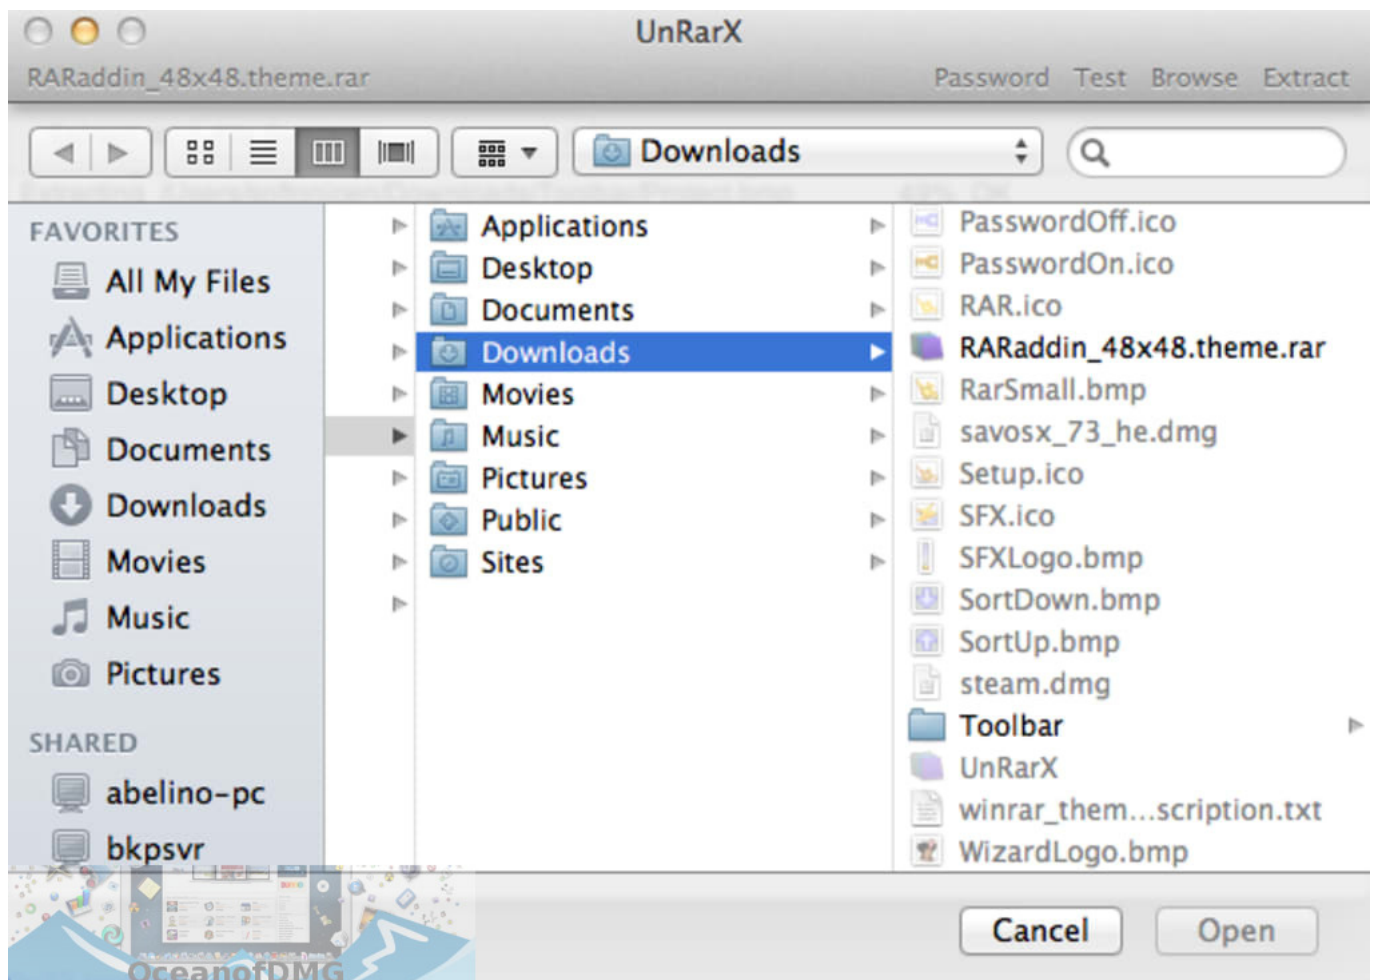 UnRarX
RARaddin_48x48.theme.rar
Password Test Browse Extract
Downloads
FAVORITES
All My Files
Applications
Desktop
Documents
Downloads
Movies
Music
Pictures
SHARED
abelino-pc
bkpsvr
Applications
Desktop
Documents
Downloads
Movies
Music
Pictures
Public
Sites
PasswordOff.ico
PasswordOn.ico
RAR.ico
RARaddin_48x48.theme.rar
RarSmall.bmp
savosx_73_he.dmg
Setup.ico
SFX.ico
SFXLogo.bmp
SortDown.bmp
SortUp.bmp
steam.dmg
Toolbar
UnRarX
winrar_them...scription.txt
WizardLogo.bmp
Cancel
Open
OceanofDMG